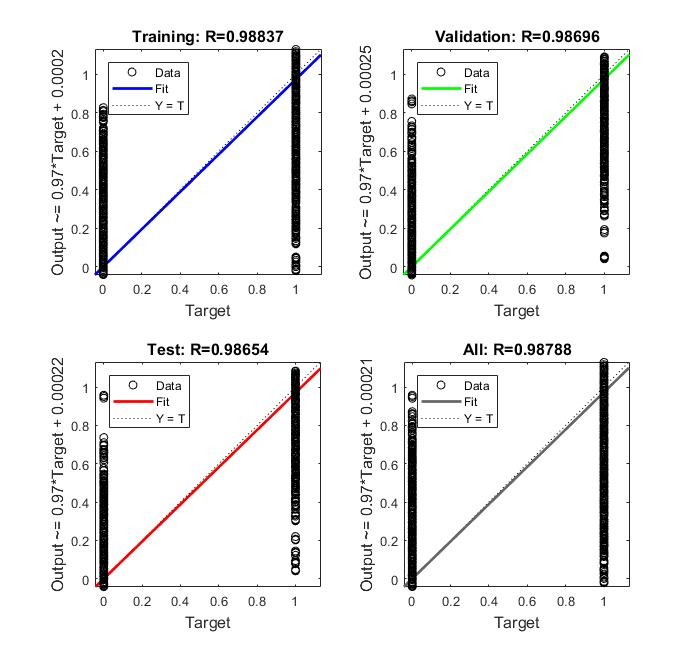 Training: R=0.98837
Output ~= 0.97*Target + 0.0002
1
0.8
0.6
0.4
0.2
0
Data
Fit
Y = T
0 0.2 0.4 0.6 0.8 1
Target
Validation: R=0.98696
Output ~= 0.97*Target + 0.00025
1
0.8
0.6
0.4
0.2
0
Data
Fit
Y = T
0 0.2 0.4 0.6 0.8 1
Target
Test: R=0.98654
Output ~= 0.97*Target + 0.00022
1
0.8
0.6
0.4
0.2
0
Data
Fit
Y = T
0 0.2 0.4 0.6 0.8 1
Target
All: R=0.98788
Output ~= 0.97*Target + 0.00021
1
0.8
0.6
0.4
0.2
0
Data
Fit
Y = T
0 0.2 0.4 0.6 0.8 1
Target